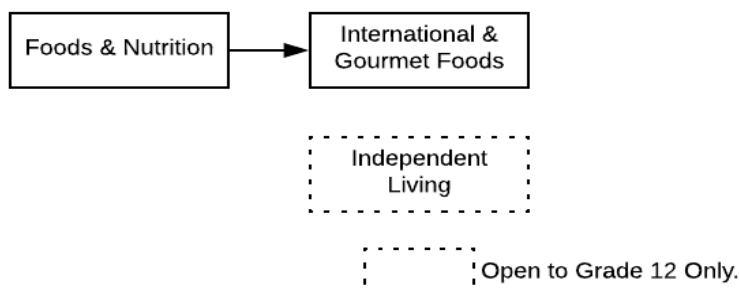 Foods & Nutrition
International &
Gourmet Foods
Independent
Living
Open to Grade 12 Only.